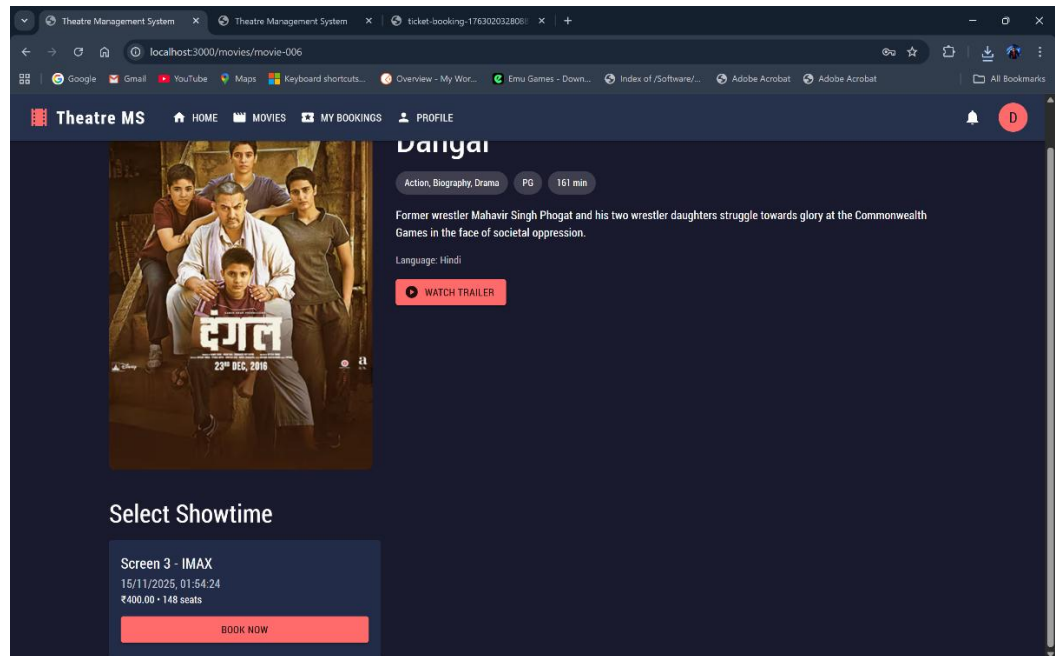 Theatre Management System
Theatre Management System
ticket-booking-1763020328088
localhost:3000/movies/movie-006
Google
Gmail
YouTube
Maps
Keyboard shortcuts...
Overview - My Wor...
Emu Games - Down...
Index of /Software/...
Adobe Acrobat
Adobe Acrobat
All Bookmarks
Theatre MS
HOME
MOVIES
MY BOOKINGS
PROFILE
D
Dangal
Action, Biography, Drama
PG
161 min
Former wrestler Mahavir Singh Phogat and his two wrestler daughters struggle towards glory at the Commonwealth
Games in the face of societal oppression.
Language: Hindi
WATCH TRAILER
दंगल
Disney
23RD DEC, 2016
a
Select Showtime
Screen 3 - IMAX
15/11/2025, 01:54:24
₹400.00 • 148 seats
BOOK NOW